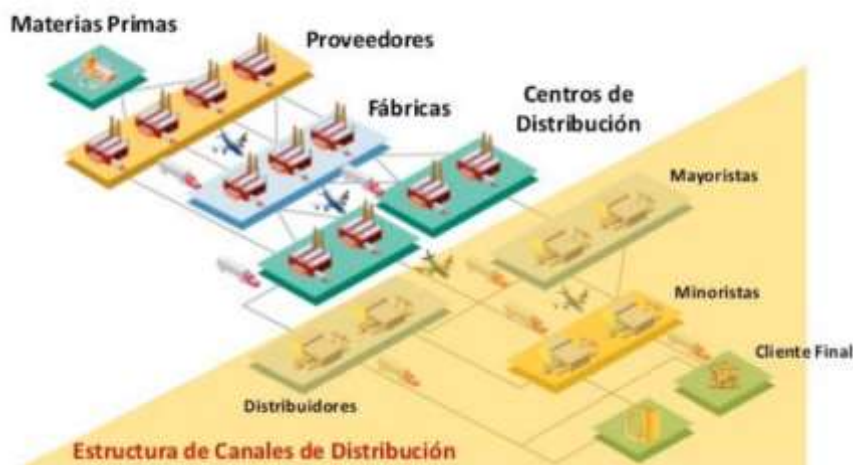 Materias Primas
Proveedores
Fábricas
Centros de
Distribución
Mayoristas
Minoristas
Cliente Final
Distribuidores
Estructura de Canales de Distribución